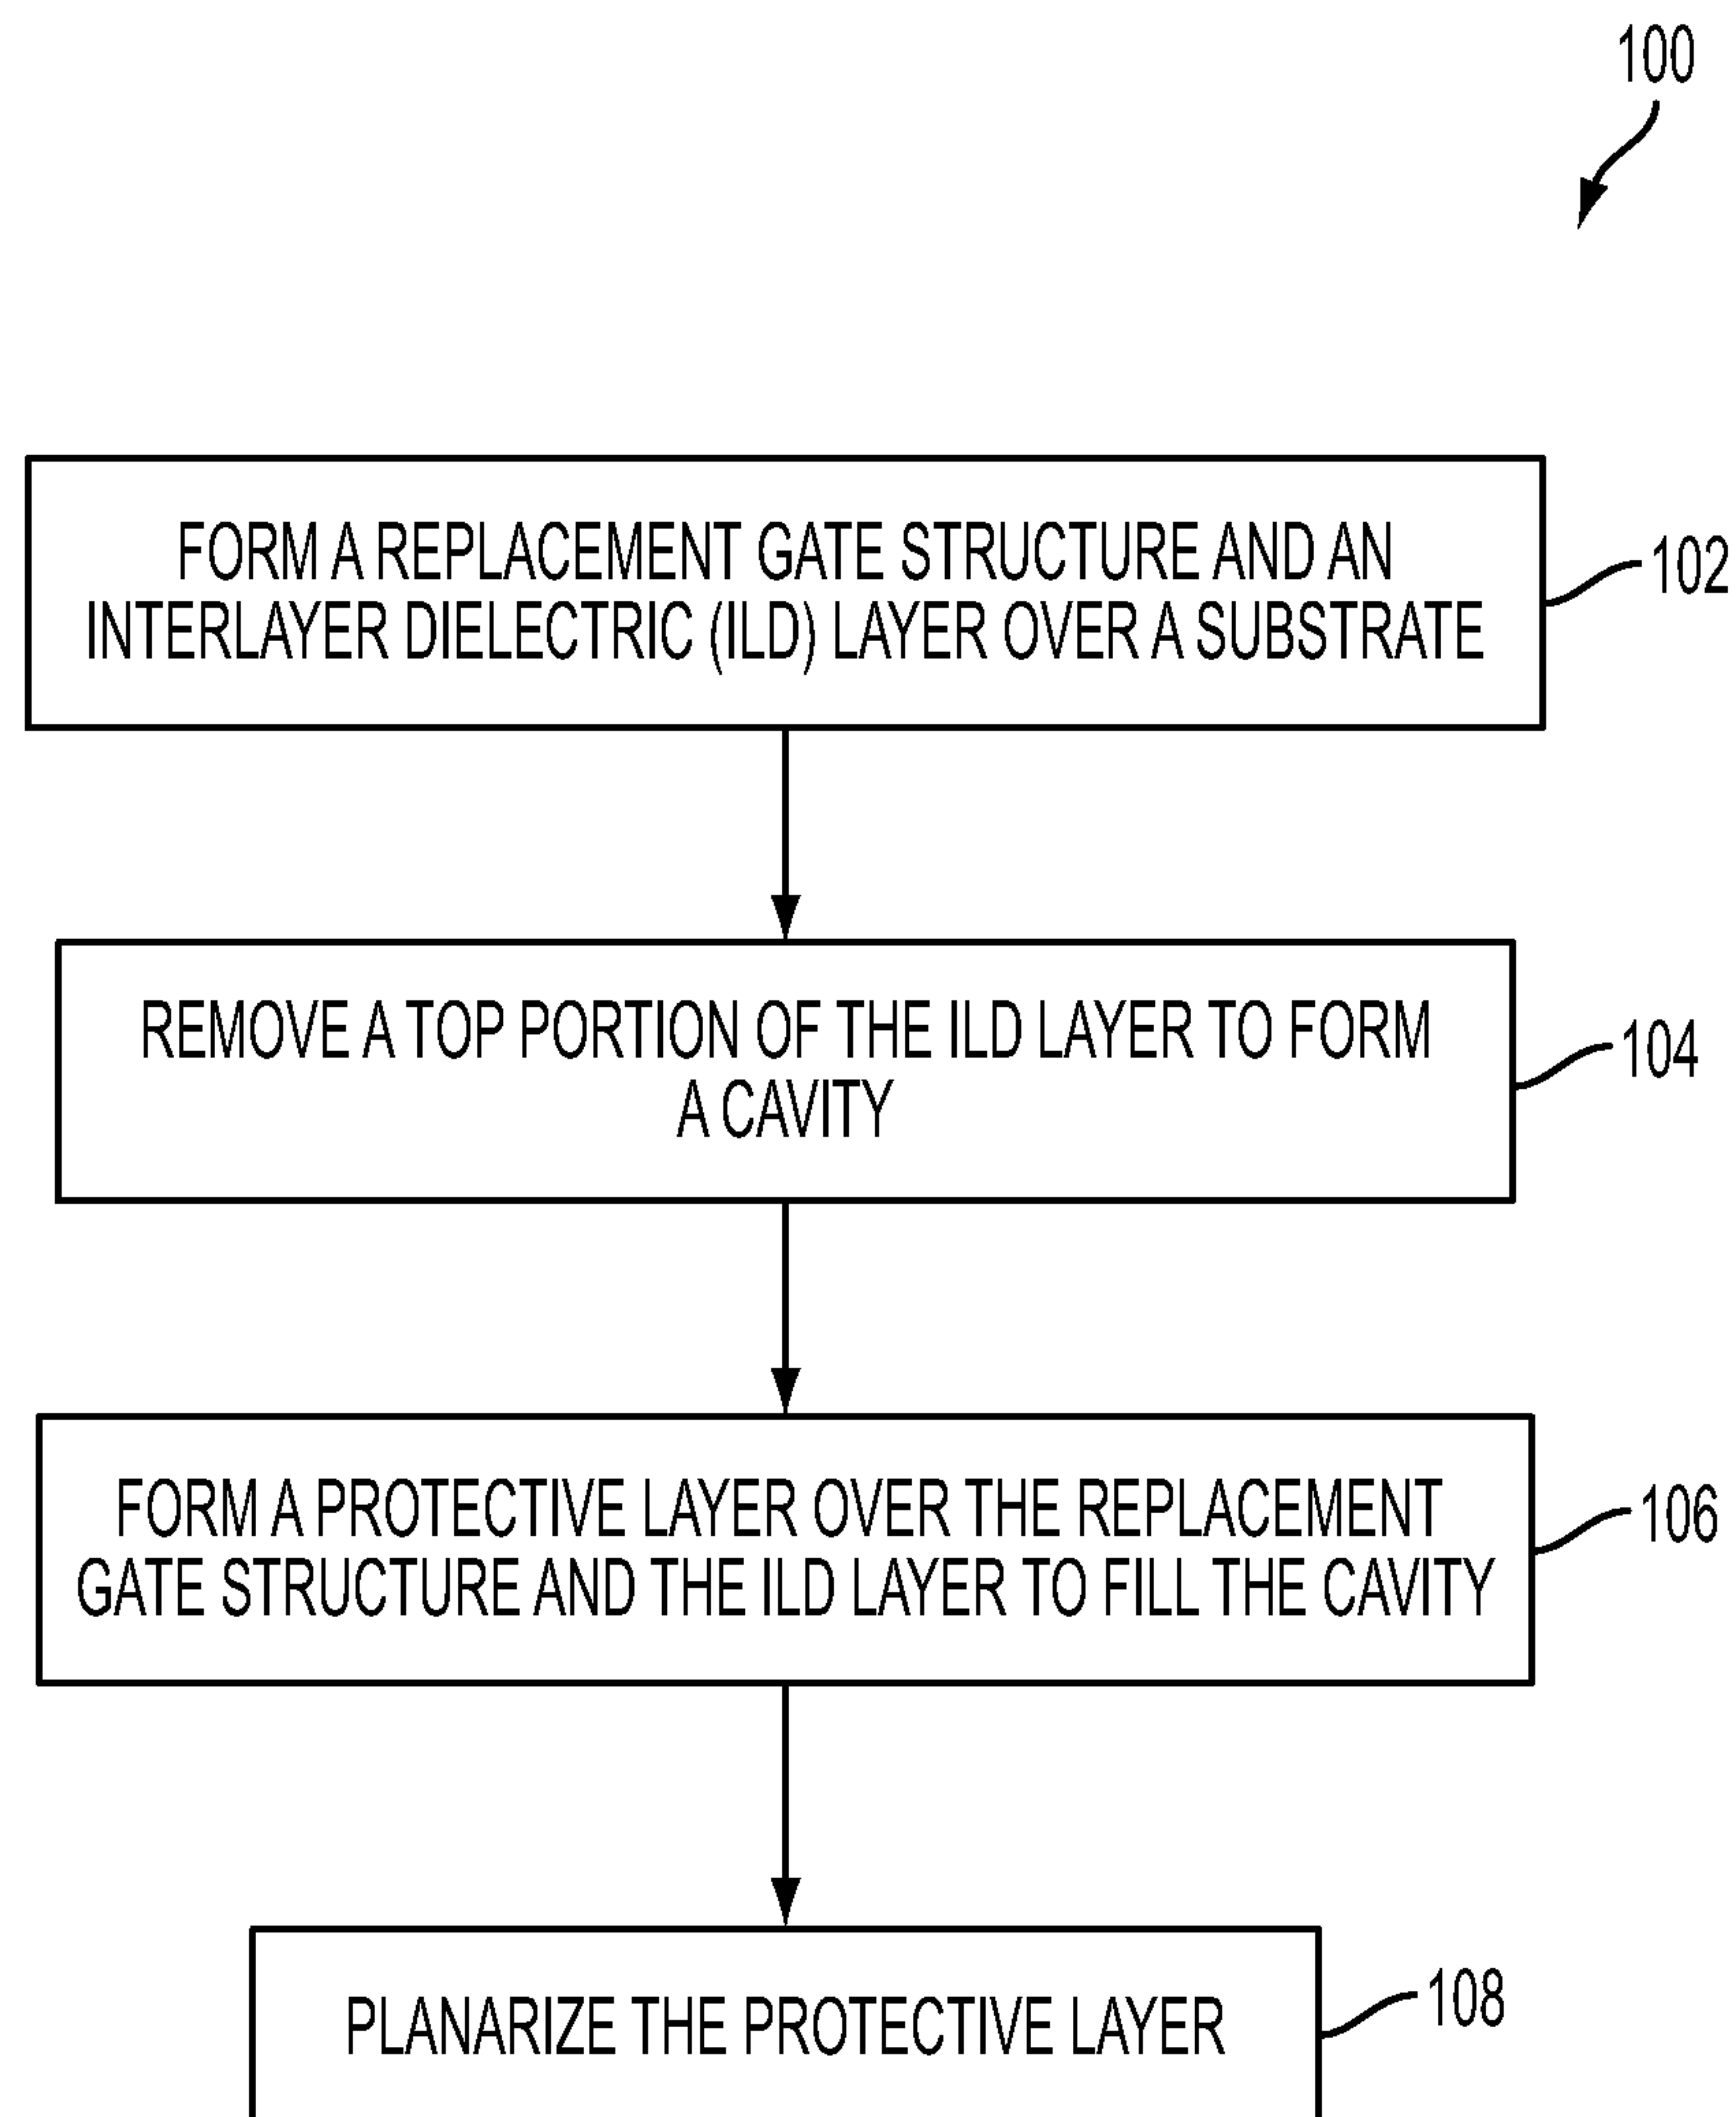 100
FORM A REPLACEMENT GATE STRUCTURE AND AN
INTERLAYER DIELECTRIC (ILD) LAYER OVER A SUBSTRATE
102
REMOVE A TOP PORTION OF THE ILD LAYER TO FORM
A CAVITY
104
FORM A PROTECTIVE LAYER OVER THE REPLACEMENT
GATE STRUCTURE AND THE ILD LAYER TO FILL THE CAVITY
106
PLANARIZE THE PROTECTIVE LAYER
108